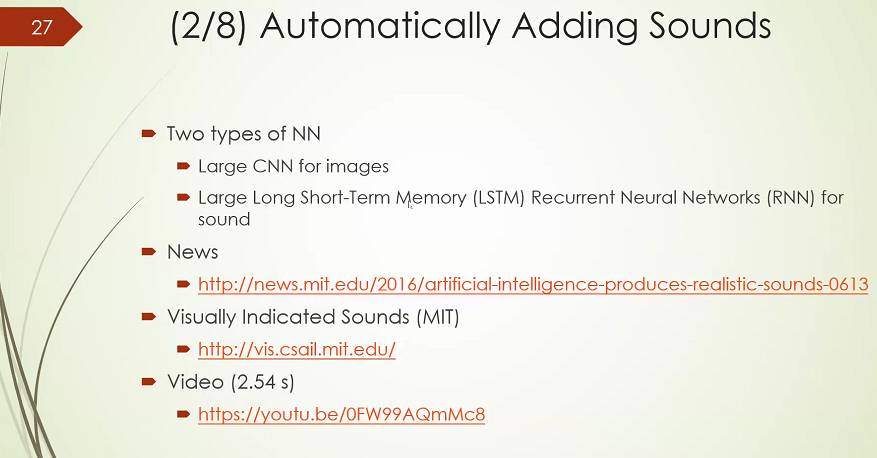 27
(2/8) Automatically Adding Sounds
Two types of NN
Large CNN for images
Large Long Short-Term Memory (LSTM) Recurrent Neural Networks (RNN) for
sound
News
http://news.mit.edu/2016/artificial-intelligence-produces-realistic-sounds-0613
Visually Indicated Sounds (MIT)
http://vis.csail.mit.edu/
Video (2.54 s)
https://youtu.be/0FW99AQmMc8